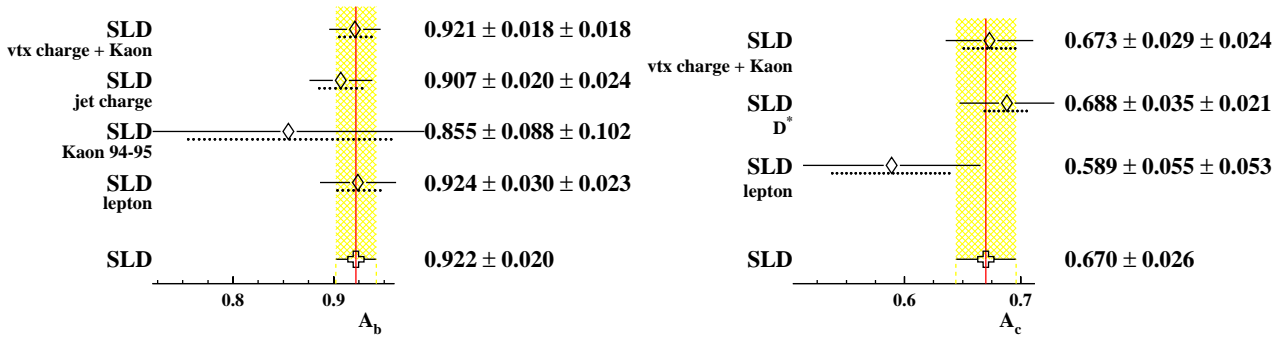 SLD
vtx charge + Kaon
0.921 ± 0.018 ± 0.018
SLD
jet charge
0.907 ± 0.020 ± 0.024
SLD
Kaon 94-95
0.855 ± 0.088 ± 0.102
SLD
lepton
0.924 ± 0.030 ± 0.023
SLD
0.922 ± 0.020
0.8 0.9
A_b
SLD
vtx charge + Kaon
0.673 ± 0.029 ± 0.024
SLD
D*
0.688 ± 0.035 ± 0.021
SLD
lepton
0.589 ± 0.055 ± 0.053
SLD
0.670 ± 0.026
0.6 0.7
A_c